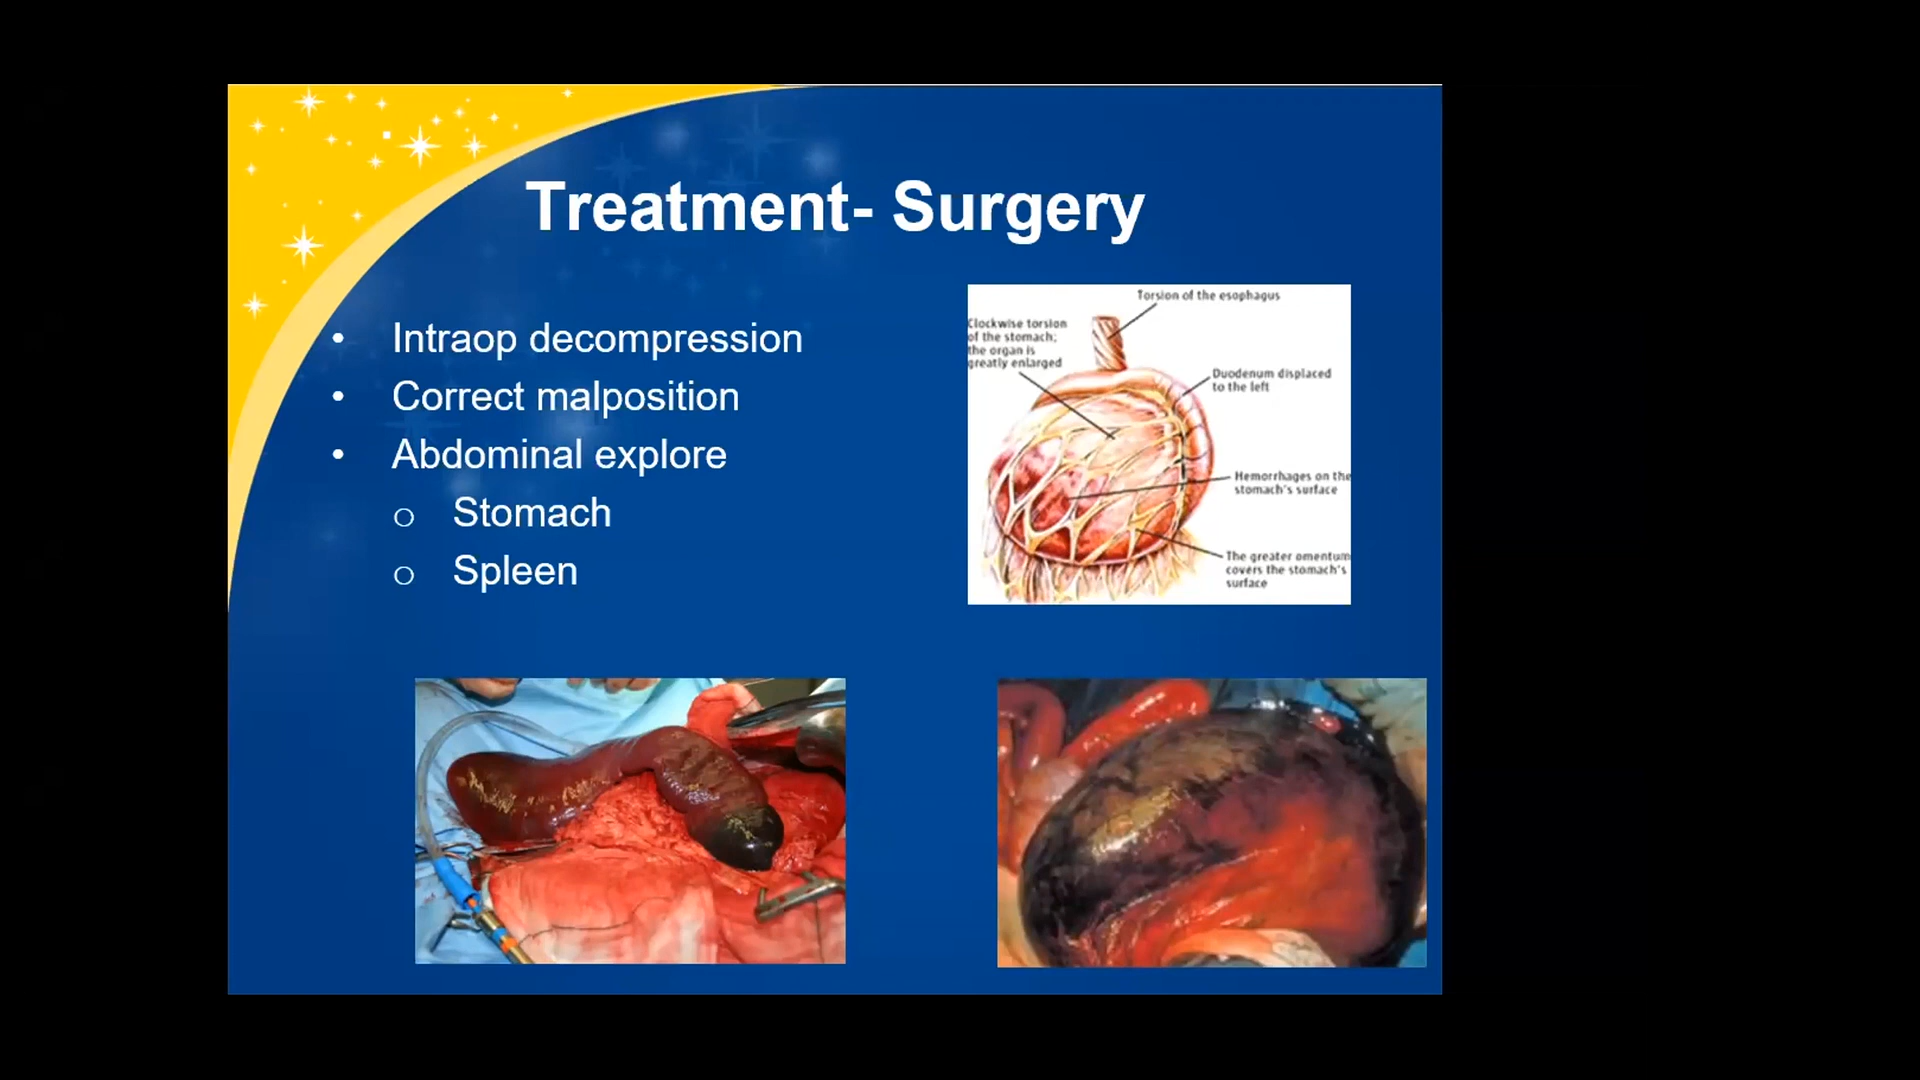 Treatment- Surgery
• Intraop decompression
• Correct malposition
• Abdominal explore
o Stomach
o Spleen
Torsion of the esophagus
Clockwise torsion
of the stomach;
the organ is
greatly enlarged
Duodenum displaced
to the left
Hemorrhages on the
stomach's surface
The greater omentum
covers the stomach's
surface